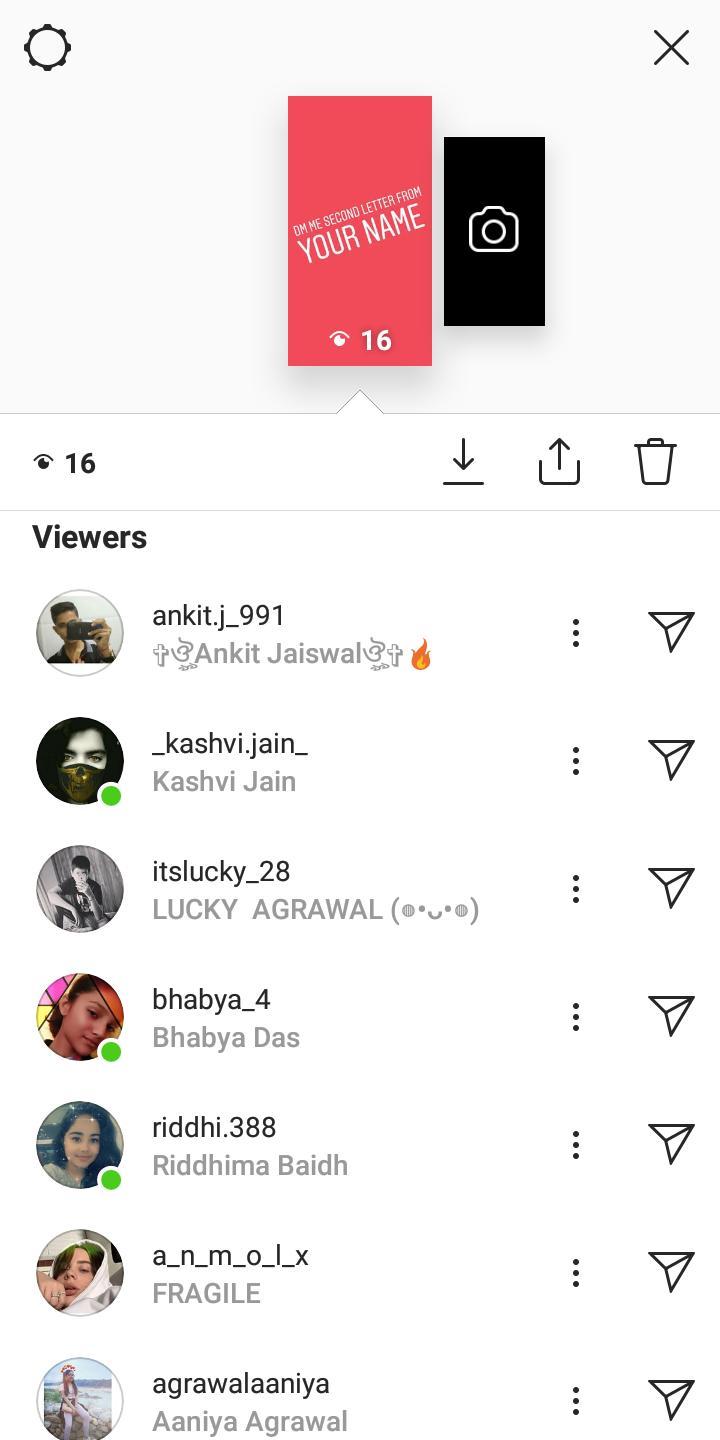 DM ME SECOND LETTER FROM
YOUR NAME
16
16
Viewers
ankit.j_991
✞ঔৣAnkit Jaiswalঔৣ✞🔥
_kashvi.jain_
Kashvi Jain
itslucky_28
LUCKY  AGRAWAL (๏•ᴗ•๏)
bhabya_4
Bhabya Das
riddhi.388
Riddhima Baidh
a_n_m_o_l_x
FRAGILE
agrawalaaniya
Aaniya Agrawal